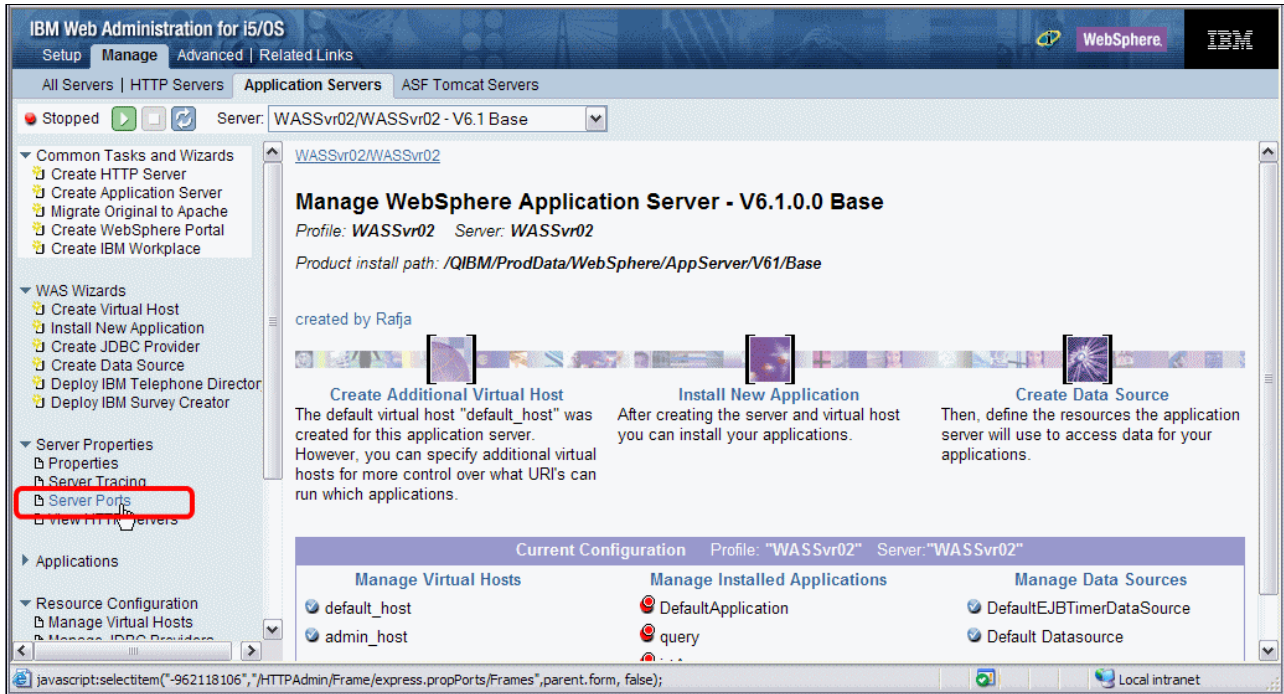 IBM Web Administration for i5/OS
WebSphere.
IBM
Setup Manage Advanced | Related Links
All Servers | HTTP Servers Application Servers ASF Tomcat Servers
Stopped Server: WASSvr02/WASSvr02 - V6.1 Base
Common Tasks and Wizards
Create HTTP Server
Create Application Server
Migrate Original to Apache
Create WebSphere Portal
Create IBM Workplace
WAS Wizards
Create Virtual Host
Install New Application
Create JDBC Provider
Create Data Source
Deploy IBM Telephone Director
Deploy IBM Survey Creator
Server Properties
Properties
Server Tracing
Server Ports
View HTTP Servers
Applications
Resource Configuration
Manage Virtual Hosts
Manage JDBC Providers
WASSvr02/WASSvr02
Manage WebSphere Application Server - V6.1.0.0 Base
Profile: WASSvr02 Server: WASSvr02
Product install path: /QIBM/ProdData/WebSphere/AppServer/V61/Base
created by Rafja
Create Additional Virtual Host
The default virtual host "default_host" was
created for this application server.
However, you can specify additional virtual
hosts for more control over what URI's can
run which applications.
Install New Application
After creating the server and virtual host
you can install your applications.
Create Data Source
Then, define the resources the application
server will use to access data for your
applications.
Current Configuration Profile: "WASSvr02" Server:"WASSvr02"
Manage Virtual Hosts
default_host
admin_host
Manage Installed Applications
DefaultApplication
query
Manage Data Sources
DefaultEJBTimerDataSource
Default Datasource
javascript:selectitem("-962118106","/HTTPAdmin/Frame/express.propPorts/Frames",parent.form, false);
Local intranet